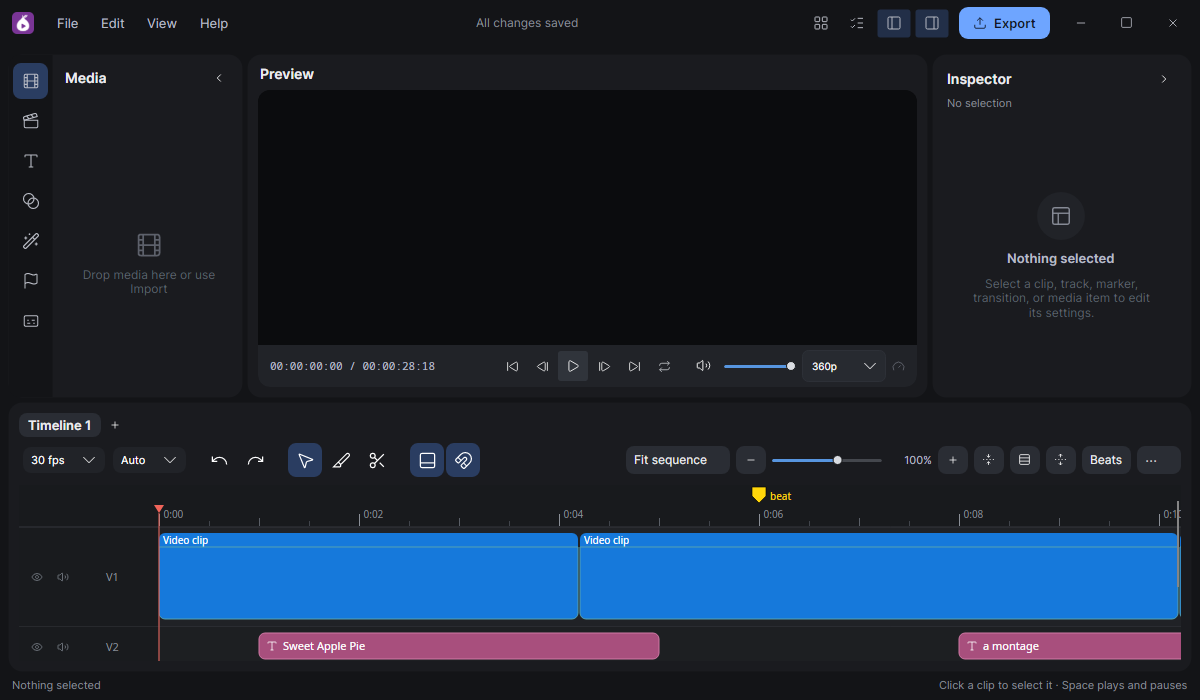 File Edit View Help All changes saved Export
Media
Drop media here or use
Import
Preview
00:00:00:00 / 00:00:28:18 360p
Inspector
No selection
Nothing selected
Select a clip, track, marker,
transition, or media item to edit
its settings.
Timeline 1 +
30 fps Auto Fit sequence 100% Beats ...
beat
0:00 0:02 0:04 0:06 0:08 0:10
Video clip Video clip
V1
V2 Sweet Apple Pie a montage
Nothing selected Click a clip to select it · Space plays and pauses